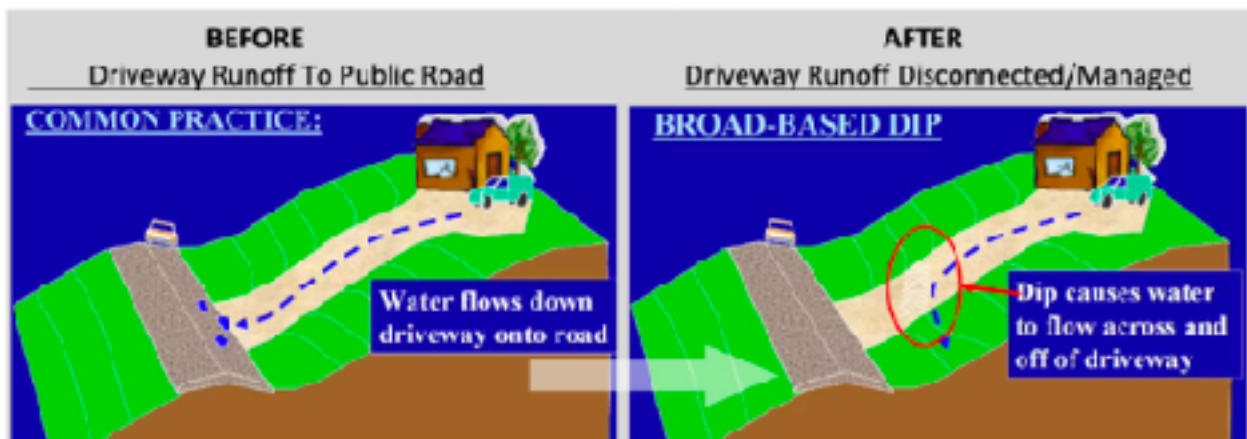 BEFORE
Driveway Runoff To Public Road
COMMON PRACTICE:
Water flows down
driveway onto road
AFTER
Driveway Runoff Disconnected/Managed
BROAD-BASED DIP
Dip causes water
to flow across and
off of driveway